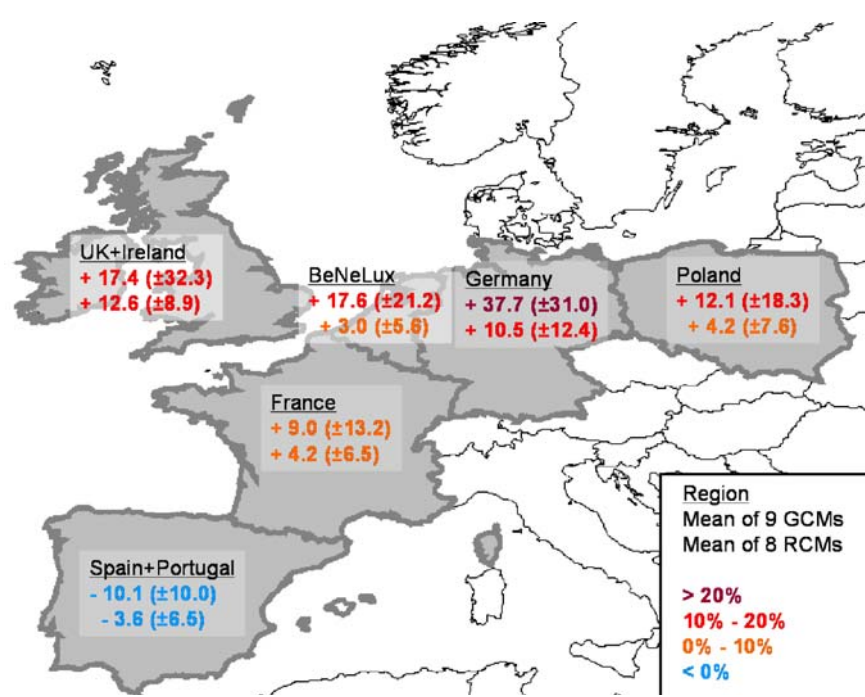 UK+Ireland
+ 17.4 (±32.3)
+ 12.6 (±8.9)
BeNeLux
+ 17.6 (±21.2)
+ 3.0 (±5.6)
Germany
+ 37.7 (±31.0)
+ 10.5 (±12.4)
Poland
+ 12.1 (±18.3)
+ 4.2 (±7.6)
France
+ 9.0 (±13.2)
+ 4.2 (±6.5)
Spain+Portugal
- 10.1 (±10.0)
- 3.6 (±6.5)
Region
Mean of 9 GCMs
Mean of 8 RCMs
> 20%
10% - 20%
0% - 10%
< 0%